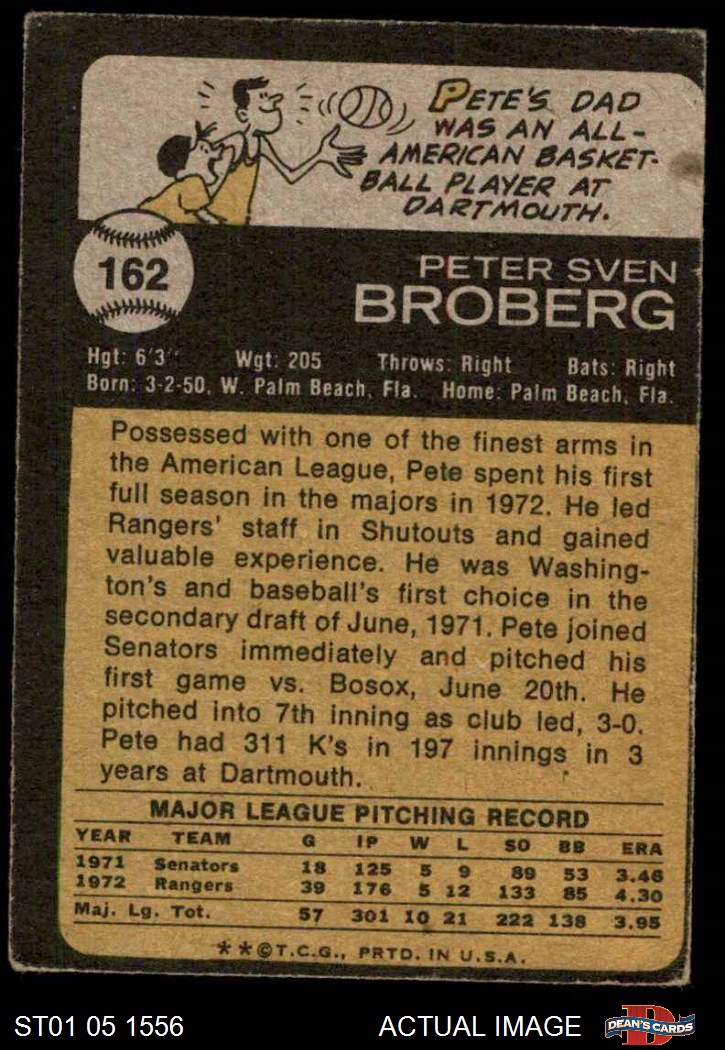 PETE'S DAD
WAS AN ALL-
AMERICAN BASKET-
BALL PLAYER AT
DARTMOUTH.
162
PETER SVEN
BROBERG
Hgt: 6'3" Wgt: 205 Throws: Right Bats: Right
Born: 3-2-50, W. Palm Beach, Fla. Home: Palm Beach, Fla.
Possessed with one of the finest arms in
the American League, Pete spent his first
full season in the majors in 1972. He led
Rangers' staff in Shutouts and gained
valuable experience. He was Washing-
ton's and baseball's first choice in the
secondary draft of June, 1971. Pete joined
Senators immediately and pitched his
first game vs. Bosox, June 20th. He
pitched into 7th inning as club led, 3-0.
Pete had 311 K's in 197 innings in 3
years at Dartmouth.
MAJOR LEAGUE PITCHING RECORD
YEAR TEAM G IP W L SO BB ERA
1971 Senators 18 125 5 9 89 53 3.46
1972 Rangers 39 176 5 12 133 85 4.30
Maj. Lg. Tot. 57 301 10 21 222 138 3.95
**©T.C.G., PRTD. IN U.S.A.
ST01 05 1556 ACTUAL IMAGE D DEAN'S CARDS